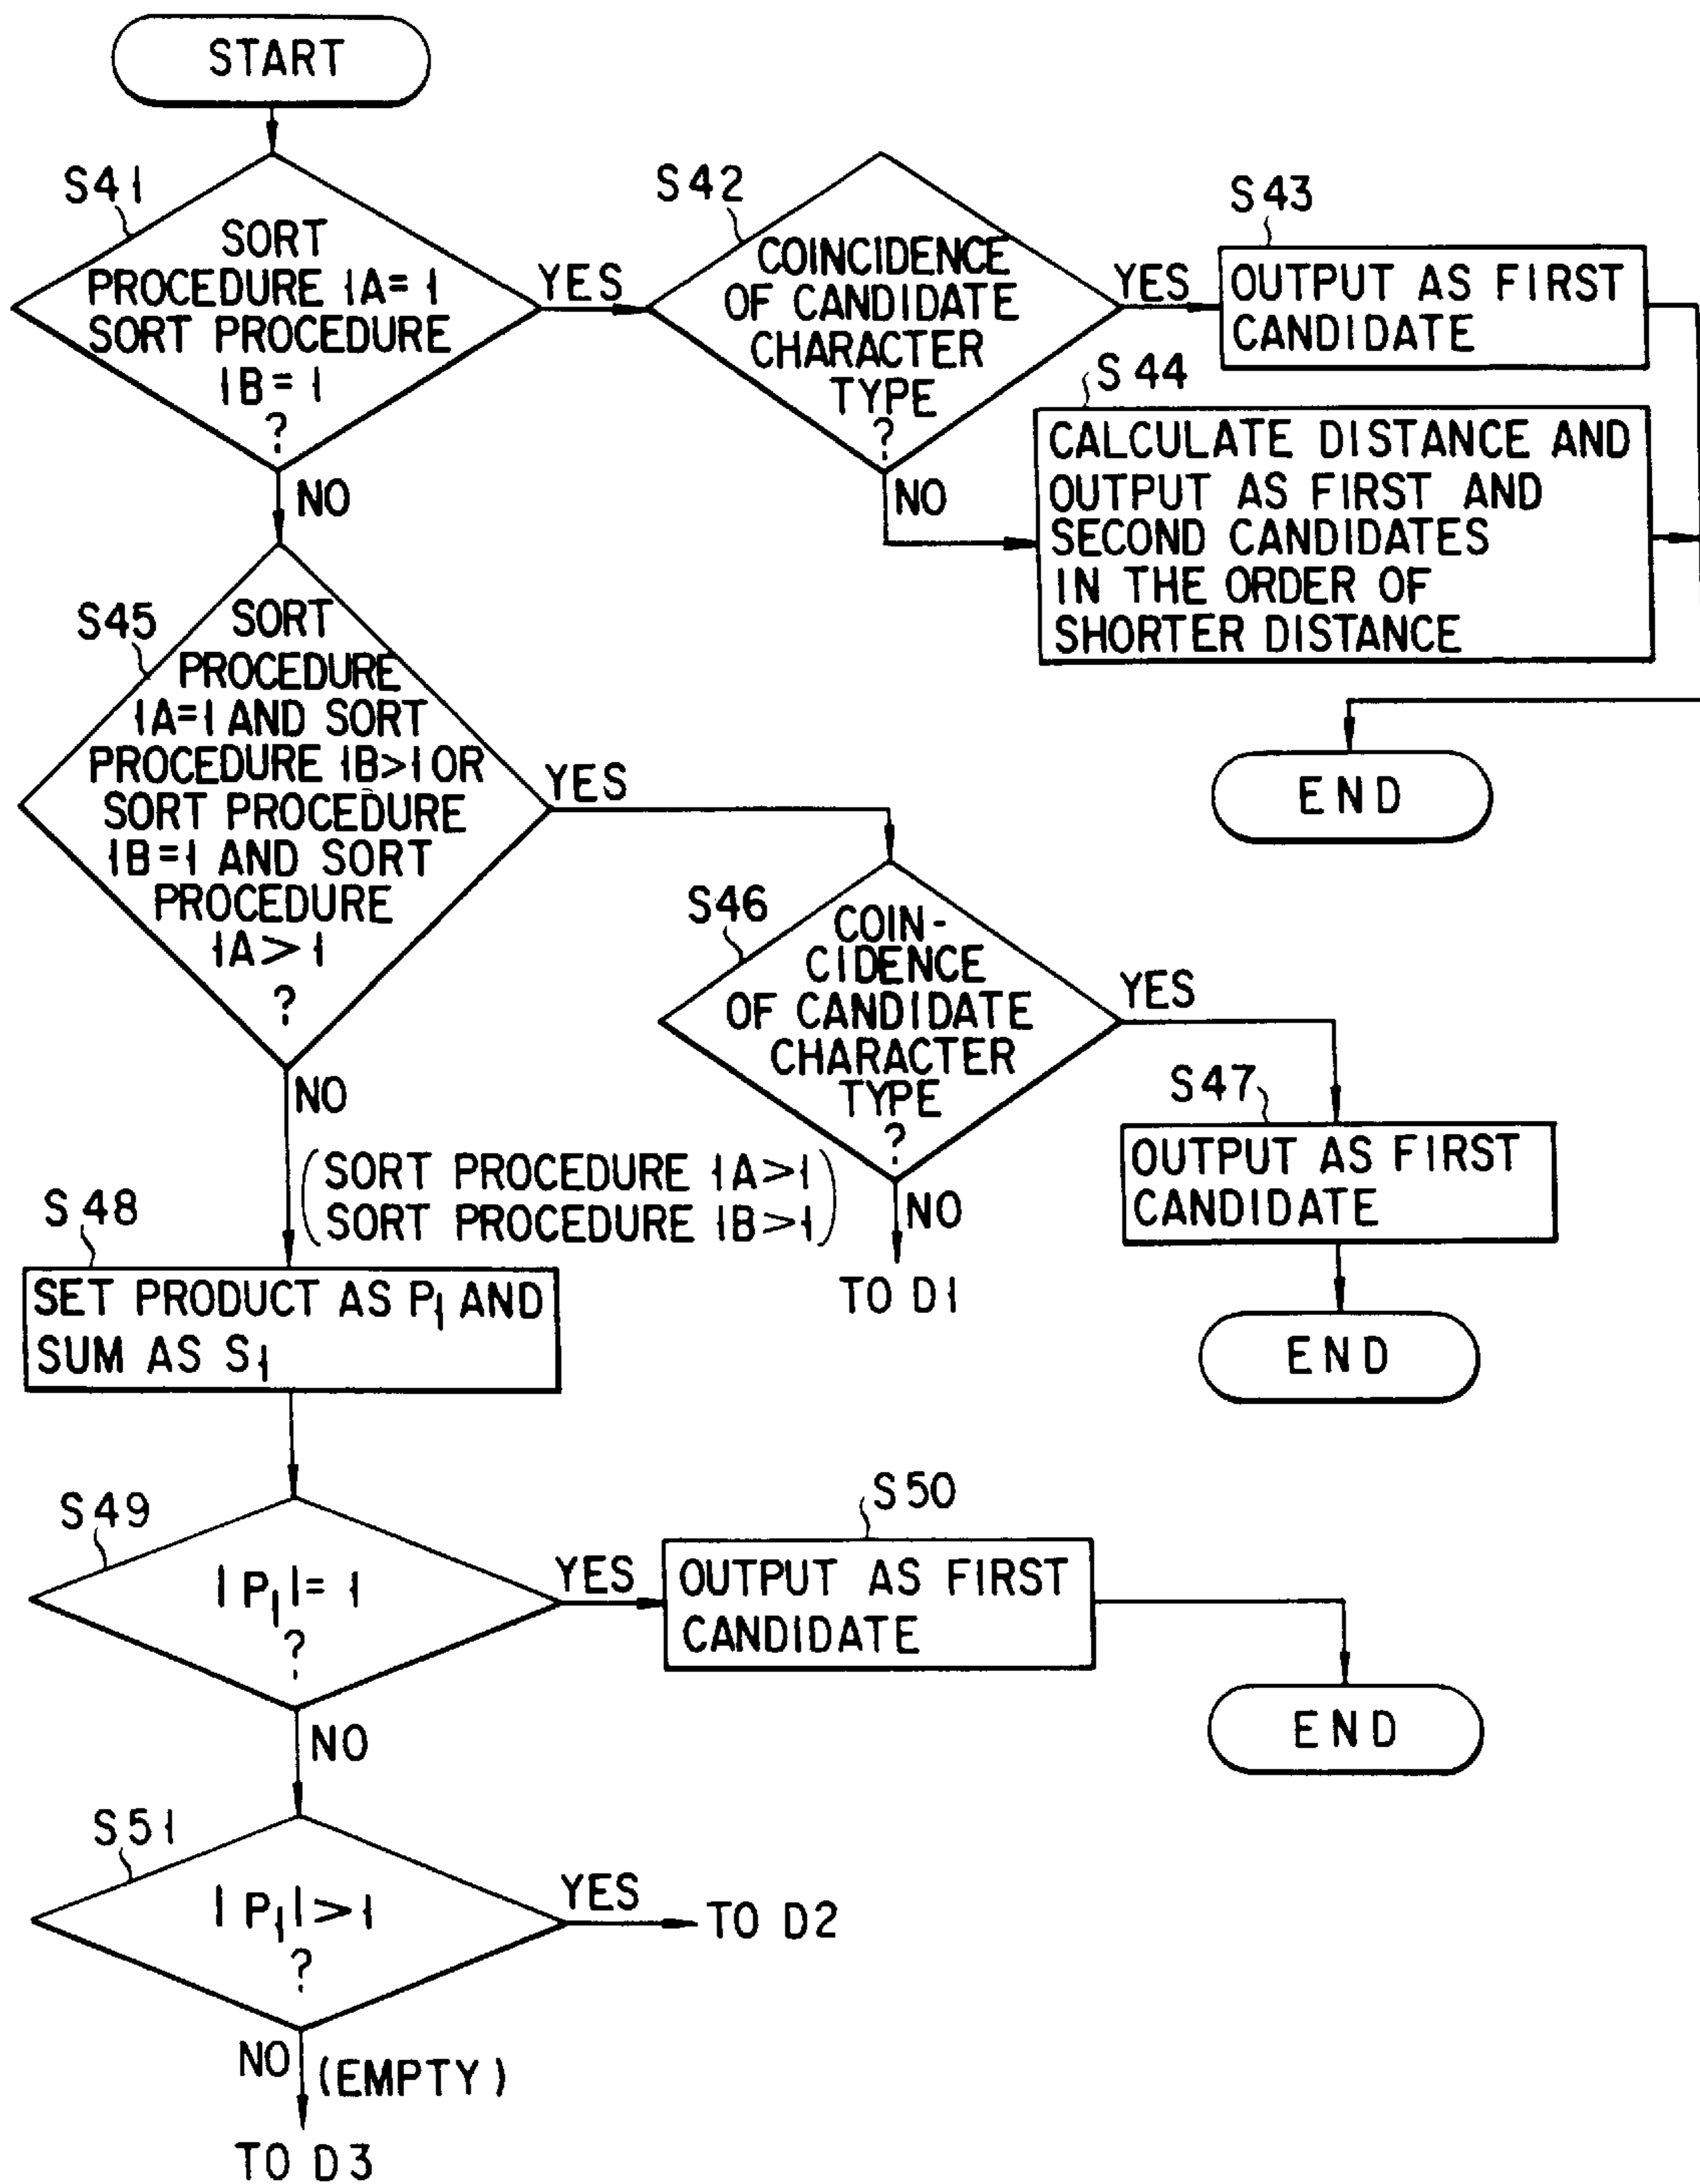 START
S41
SORT
PROCEDURE 1A=1
SORT PROCEDURE
1B=1
?
YES
NO
S42
COINCIDENCE
OF CANDIDATE
CHARACTER
TYPE
?
YES
NO
S43
OUTPUT AS FIRST
CANDIDATE
S44
CALCULATE DISTANCE AND
OUTPUT AS FIRST AND
SECOND CANDIDATES
IN THE ORDER OF
SHORTER DISTANCE
END
S45
SORT
PROCEDURE
1A=1 AND SORT
PROCEDURE 1B>1 OR
SORT PROCEDURE
1B=1 AND SORT
PROCEDURE
1A>1
?
YES
NO
S46
COIN-
CIDENCE
OF CANDIDATE
CHARACTER
TYPE
?
YES
NO
TO D1
S47
OUTPUT AS FIRST
CANDIDATE
END
(SORT PROCEDURE 1A>1
SORT PROCEDURE 1B>1)
S48
SET PRODUCT AS P1 AND
SUM AS S1
S49
|P1|=1
?
YES
NO
S50
OUTPUT AS FIRST
CANDIDATE
END
S51
|P1|>1
?
YES
TO D2
NO (EMPTY)
TO D3